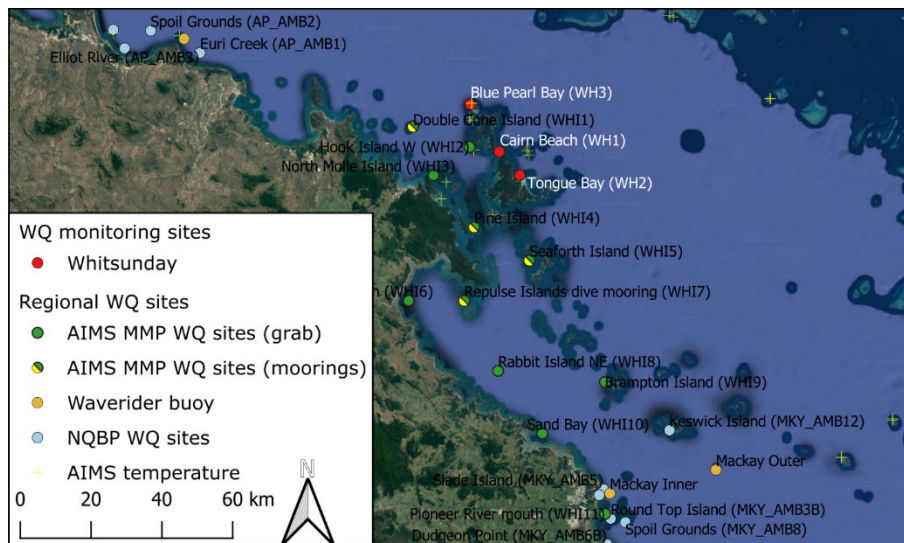 Spoil Grounds (AP_AMB2)
Euri Creek (AP_AMB1)
Elliot River (AP_AMB3)
Blue Pearl Bay (WH3)
Double Cone Island (WHI1)
Hook Island W (WHI2)
Cairn Beach (WH1)
North Molle Island (WHI3)
Tongue Bay (WH2)
Pine Island (WHI4)
Seaforth Island (WHI5)
(WHI6)
Repulse Islands dive mooring (WHI7)
Rabbit Island NE (WHI8)
Brampton Island (WHI9)
Sand Bay (WHI10)
Keswick Island (MKY_AMB12)
Mackay Outer
Slade Island (MKY_AMB5)
Mackay Inner
Pioneer River mouth (WHI11)
Round Top Island (MKY_AMB3B)
Spoil Grounds (MKY_AMB8)
Dudgeon Point (MKY_AMB6B)
WQ monitoring sites
Whitsunday
Regional WQ sites
AIMS MMP WQ sites (grab)
AIMS MMP WQ sites (moorings)
Waverider buoy
NQBP WQ sites
AIMS temperature
0 20 40 60 km
N